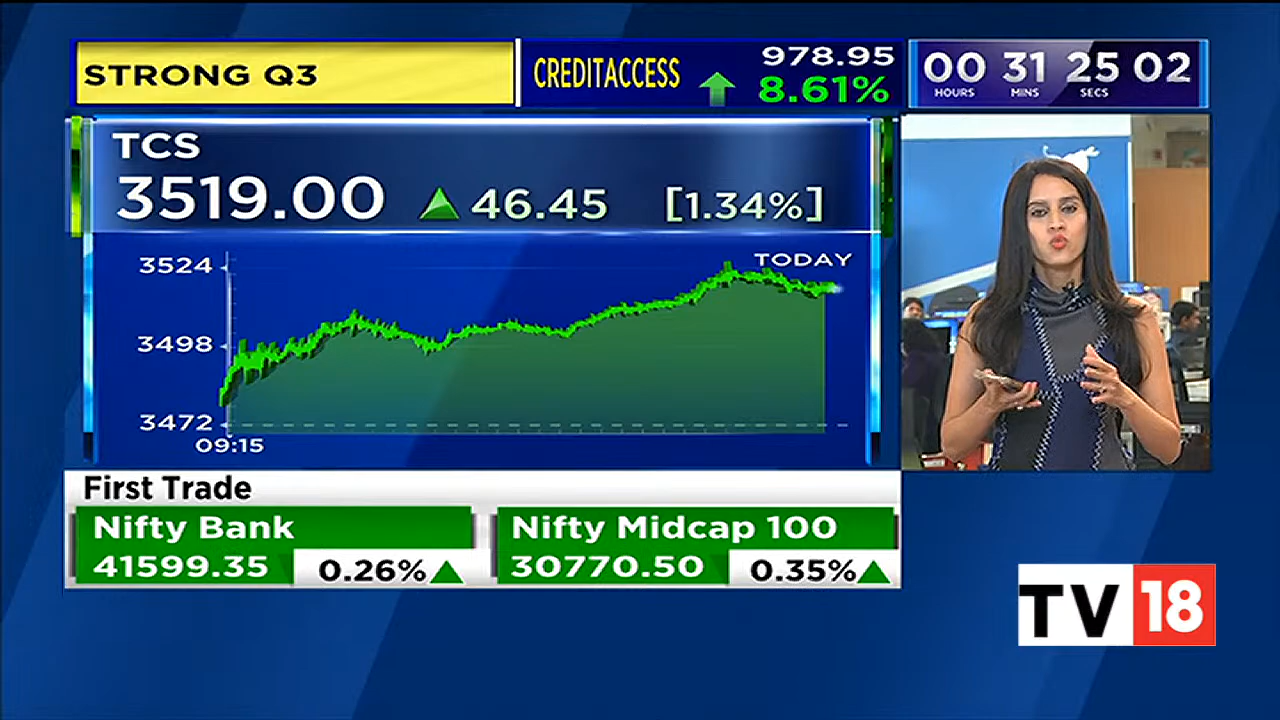 STRONG Q3
CREDITACCESS
978.95
8.61%
00 31 25 02
HOURS MINS SECS
TCS
3519.00 46.45 [1.34%]
TODAY
3524
3498
3472
09:15
First Trade
Nifty Bank
41599.35 0.26%
Nifty Midcap 100
30770.50 0.35%
TV18